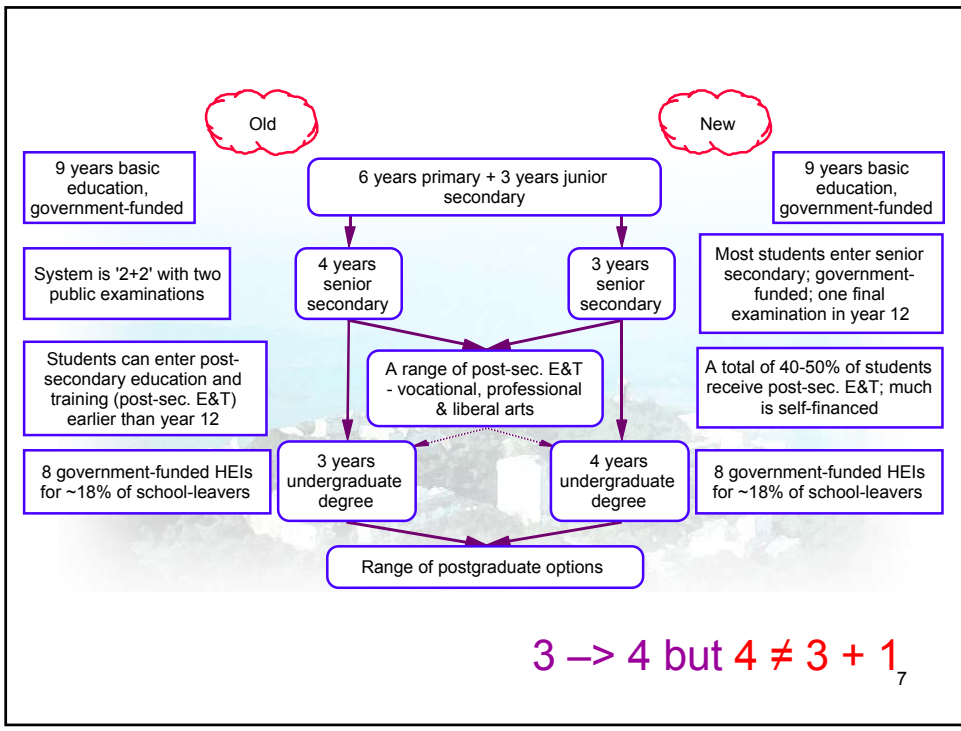 Old
New
9 years basic
education,
government-funded
6 years primary + 3 years junior
secondary
9 years basic
education,
government-funded
System is '2+2' with two
public examinations
4 years
senior
secondary
3 years
senior
secondary
Most students enter senior
secondary; government-
funded; one final
examination in year 12
Students can enter post-
secondary education and
training (post-sec. E&T)
earlier than year 12
A range of post-sec. E&T
- vocational, professional
& liberal arts
A total of 40-50% of students
receive post-sec. E&T; much
is self-financed
8 government-funded HEIs
for ~18% of school-leavers
3 years
undergraduate
degree
4 years
undergraduate
degree
8 government-funded HEIs
for ~18% of school-leavers
Range of postgraduate options
3 –> 4 but 4 ≠ 3 + 1
7